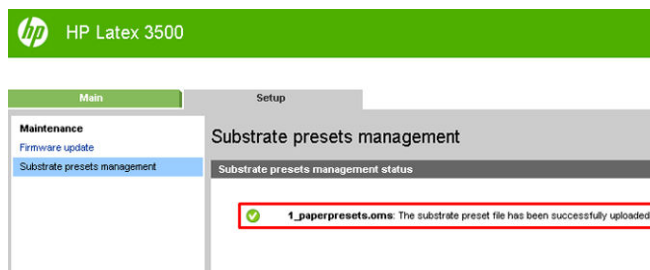 hp HP Latex 3500
Main Setup
Maintenance
Firmware update
Substrate presets management
Substrate presets management
Substrate presets management status
1_paperpresets.oms: The substrate preset file has been successfully uploaded